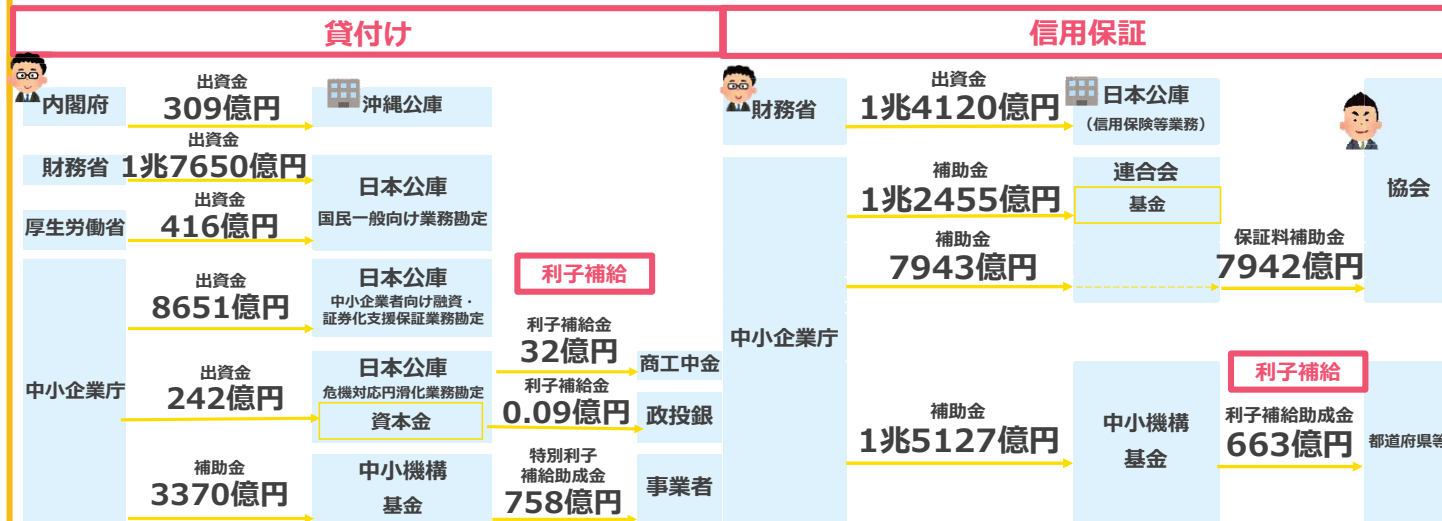 貸付け
内閣府
出資金
309億円
沖縄公庫
財務省
出資金
1兆7650億円
厚生労働省
出資金
416億円
日本公庫
国民一般向け業務勘定
中小企業庁
出資金
8651億円
日本公庫
中小企業者向け融資・
証券化支援保証業務勘定
利子補給
出資金
242億円
日本公庫
危機対応円滑化業務勘定
資本金
利子補給金
32億円
商工中金
利子補給金
0.09億円
政投銀
補助金
3370億円
中小機構
基金
特別利子
補給助成金
758億円
事業者
信用保証
財務省
出資金
1兆4120億円
日本公庫
（信用保険等業務）
協会
中小企業庁
補助金
1兆2455億円
連合会
基金
補助金
7943億円
保証料補助金
7942億円
補助金
1兆5127億円
中小機構
基金
利子補給
利子補給助成金
663億円
都道府県等